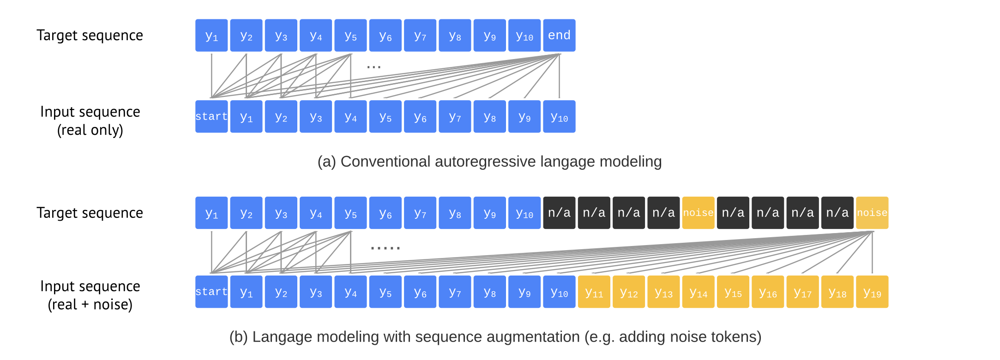 Target sequence y1 y2 y3 y4 y5 y6 y7 y8 y9 y10 end
...
Input sequence
(real only)
start y1 y2 y3 y4 y5 y6 y7 y8 y9 y10
(a) Conventional autoregressive langage modeling
Target sequence y1 y2 y3 y4 y5 y6 y7 y8 y9 y10 n/a n/a n/a n/a noise n/a n/a n/a n/a noise
.....
Input sequence
(real + noise)
start y1 y2 y3 y4 y5 y6 y7 y8 y9 y10 y11 y12 y13 y14 y15 y16 y17 y18 y19
(b) Langage modeling with sequence augmentation (e.g. adding noise tokens)